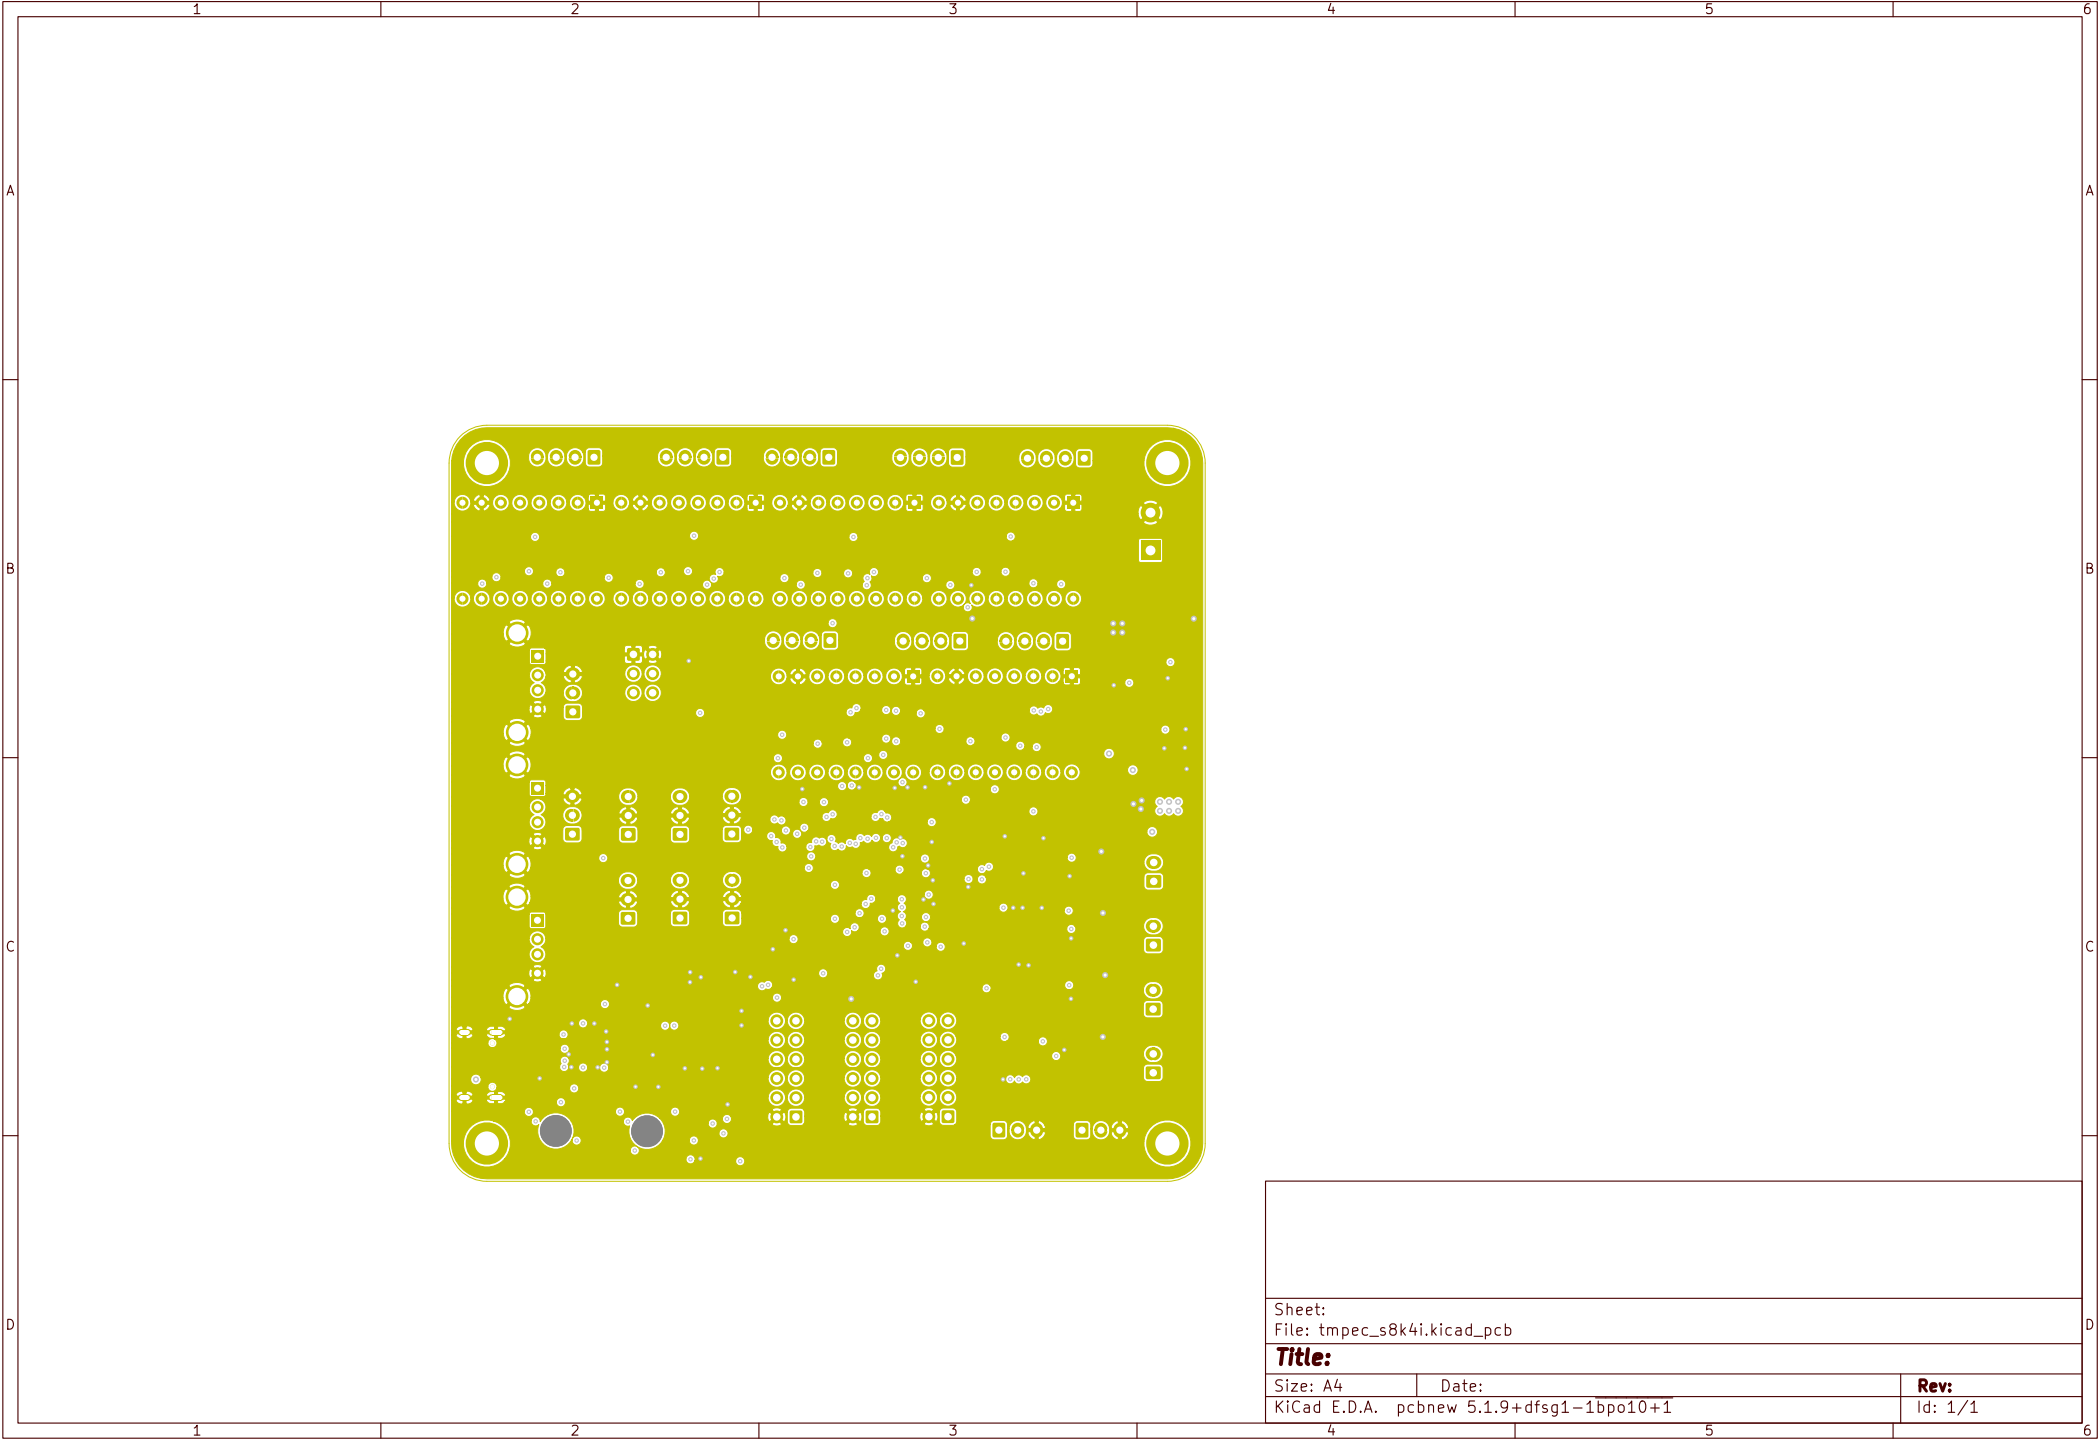 1 2 3 4 5 6
A A
B B
C C
D D
Sheet:
File: tmpec_s8k4i.kicad_pcb
Title:
Size: A4 Date: Rev:
KiCad E.D.A. pcbnew 5.1.9+dfsg1-1bpo10+1 Id: 1/1
1 2 3 4 5 6